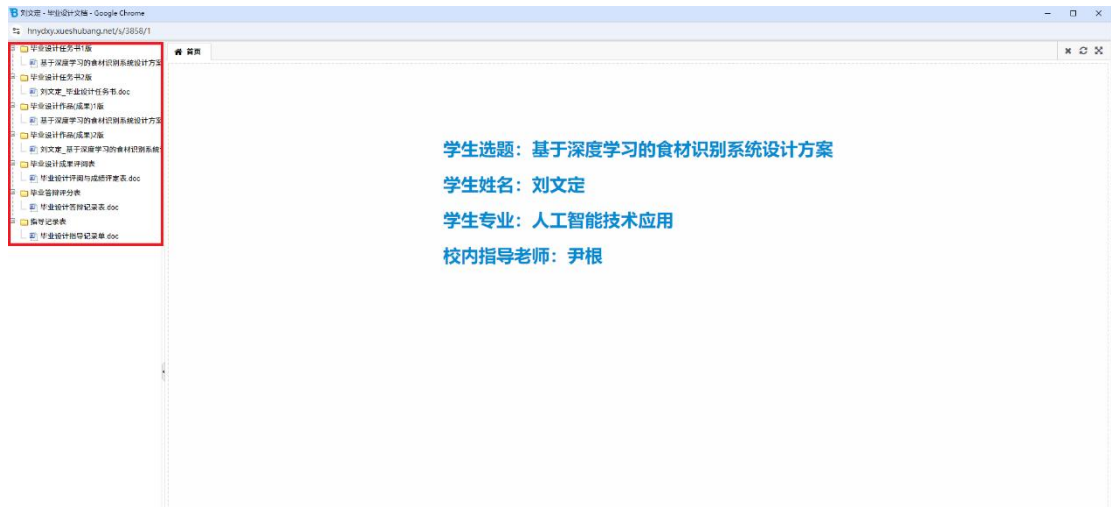 刘文定 - 毕业设计文档 - Google Chrome
hnydxy.xueshubang.net/s/3858/1
毕业设计任务书1版
基于深度学习的食材识别系统设计方案
毕业设计任务书2版
刘文定_毕业设计任务书.doc
毕业设计作品(成果)1版
基于深度学习的食材识别系统设计方案
毕业设计作品(成果)2版
刘文定_基于深度学习的食材识别系统
毕业设计成果评阅表
毕业设计评阅与成绩评定表.doc
毕业答辩评分表
毕业设计答辩记录表.doc
指导记录表
毕业设计指导记录单.doc
首页
学生选题：基于深度学习的食材识别系统设计方案
学生姓名：刘文定
学生专业：人工智能技术应用
校内指导老师：尹根